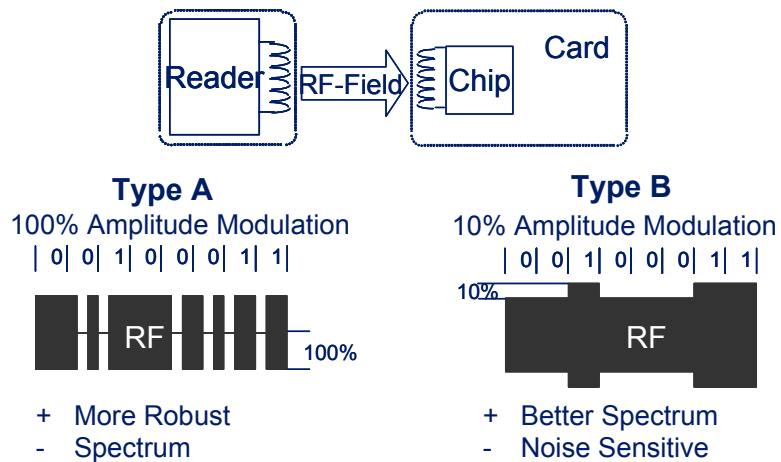 Reader
RF-Field
Chip
Card
Type A
100% Amplitude Modulation
| 0| 0| 1| 0| 0| 0| 1| 1|
RF
100%
+ More Robust
- Spectrum
Type B
10% Amplitude Modulation
| 0| 0| 1| 0| 0| 0| 1| 1|
10%
RF
+ Better Spectrum
- Noise Sensitive